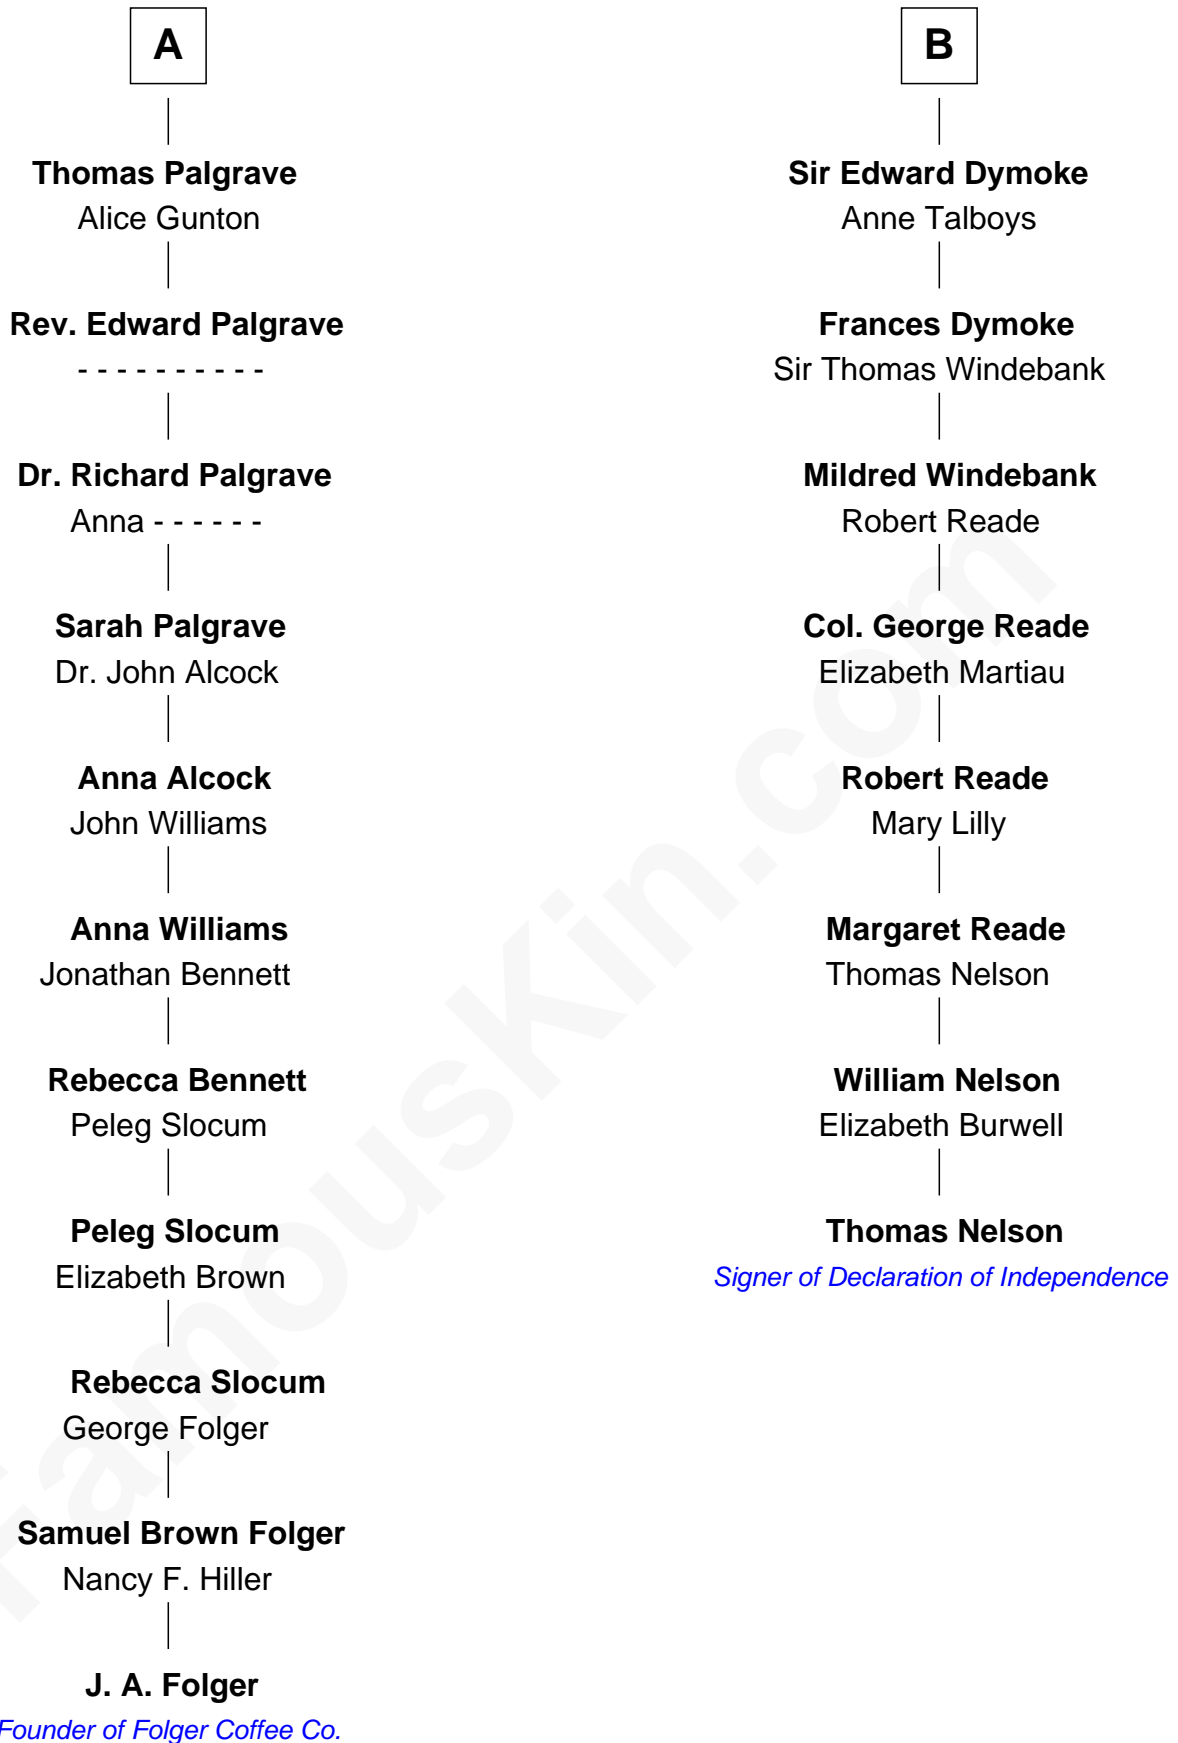 A
Thomas Palgrave
Alice Gunton
Rev. Edward Palgrave
- - - - - - - - - -
Dr. Richard Palgrave
Anna - - - - - -
Sarah Palgrave
Dr. John Alcock
Anna Alcock
John Williams
Anna Williams
Jonathan Bennett
Rebecca Bennett
Peleg Slocum
Peleg Slocum
Elizabeth Brown
Rebecca Slocum
George Folger
Samuel Brown Folger
Nancy F. Hiller
J. A. Folger
Founder of Folger Coffee Co.
B
Sir Edward Dymoke
Anne Talboys
Frances Dymoke
Sir Thomas Windebank
Mildred Windebank
Robert Reade
Col. George Reade
Elizabeth Martiau
Robert Reade
Mary Lilly
Margaret Reade
Thomas Nelson
William Nelson
Elizabeth Burwell
Thomas Nelson
Signer of Declaration of Independence
FamousKin.com